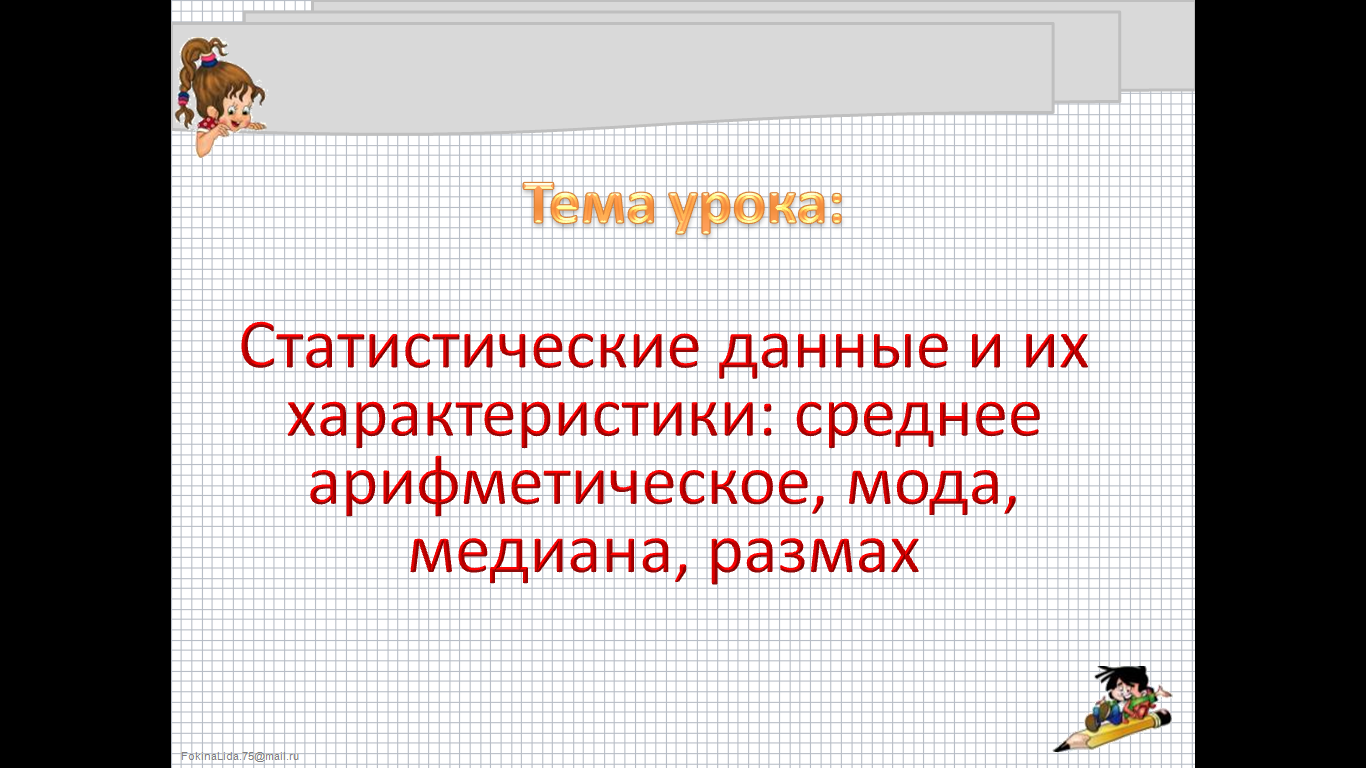 Тема урока:
Статистические данные и их
характеристики: среднее
арифметическое, мода,
медиана, размах
FokinaLida.75@mail.ru